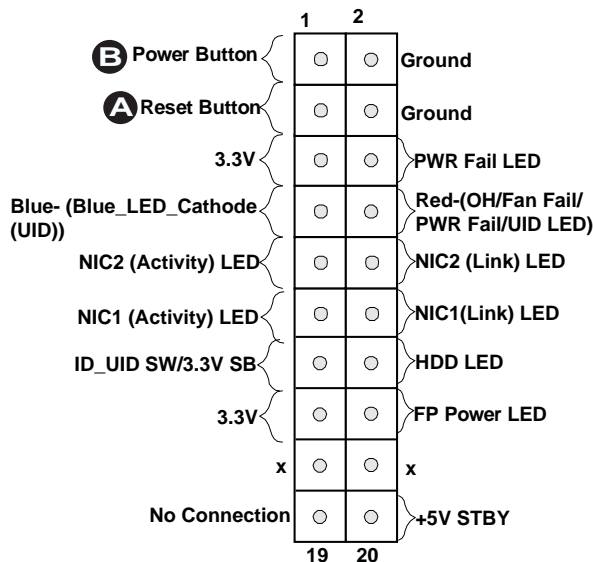 1 2
B Power Button Ground
A Reset Button Ground
3.3V PWR Fail LED
Blue- (Blue_LED_Cathode Red-(OH/Fan Fail/
(UID)) PWR Fail/UID LED)
NIC2 (Activity) LED NIC2 (Link) LED
NIC1 (Activity) LED NIC1(Link) LED
ID_UID SW/3.3V SB HDD LED
3.3V FP Power LED
x x
No Connection +5V STBY
19 20